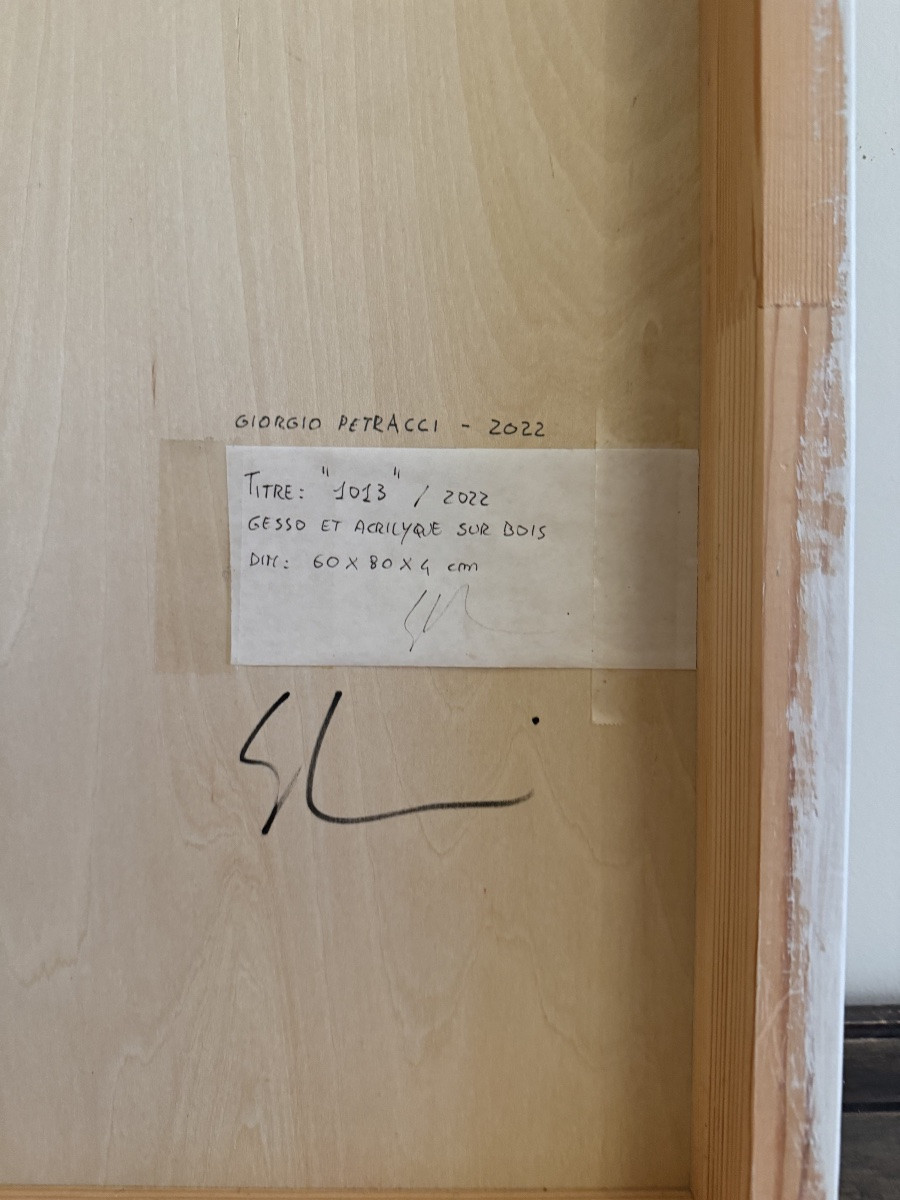 GIORGIO PETRACCI - 2022
TITRE: "1013" / 2022
GESSO ET ACRILYQUE SUR BOIS
DIM: 60 X 80 X 4 cm